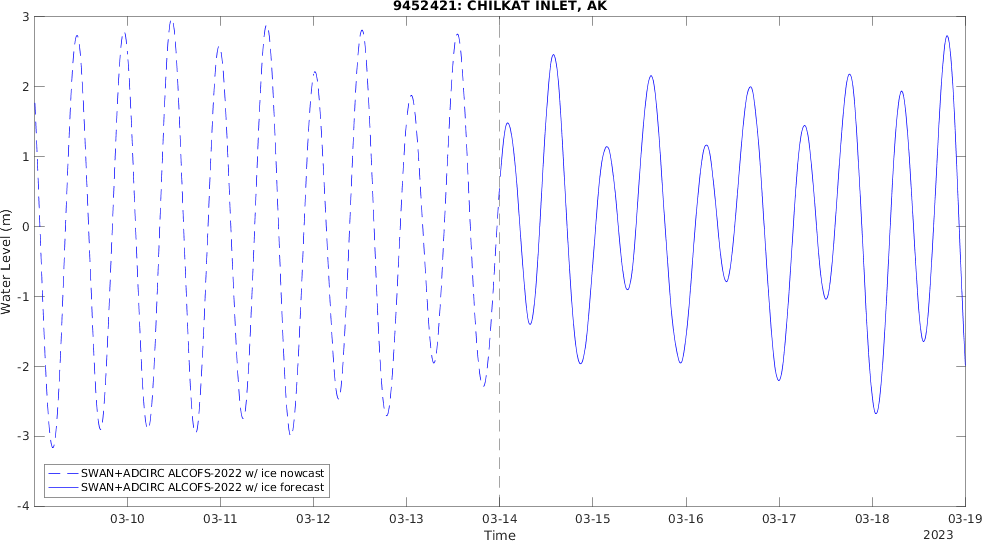 9452421: CHILKAT INLET, AK
3
2
1
0
-1
-2
-3
-4
Water Level (m)
SWAN+ADCIRC ALCOFS-2022 w/ ice nowcast
SWAN+ADCIRC ALCOFS-2022 w/ ice forecast
03-10 03-11 03-12 03-13 03-14 03-15 03-16 03-17 03-18 03-19
Time
2023